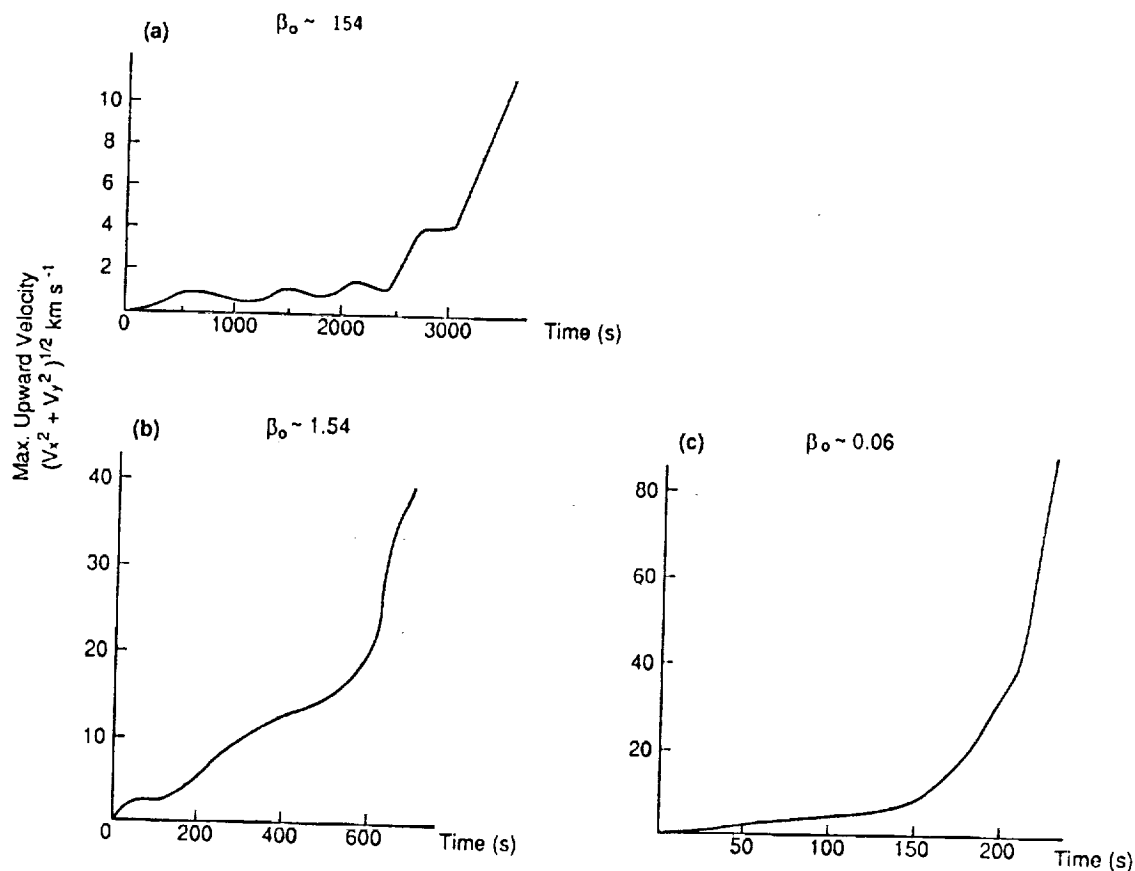 (a) β₀ ~ 154
10
8
6
4
2
0 1000 2000 3000 Time (s)
Max. Upward Velocity
(Vx² + Vy²)^1/2 km s⁻¹
(b) β₀ ~ 1.54
40
30
20
10
0 200 400 600 Time (s)
(c) β₀ ~ 0.06
80
60
40
20
50 100 150 200 Time (s)